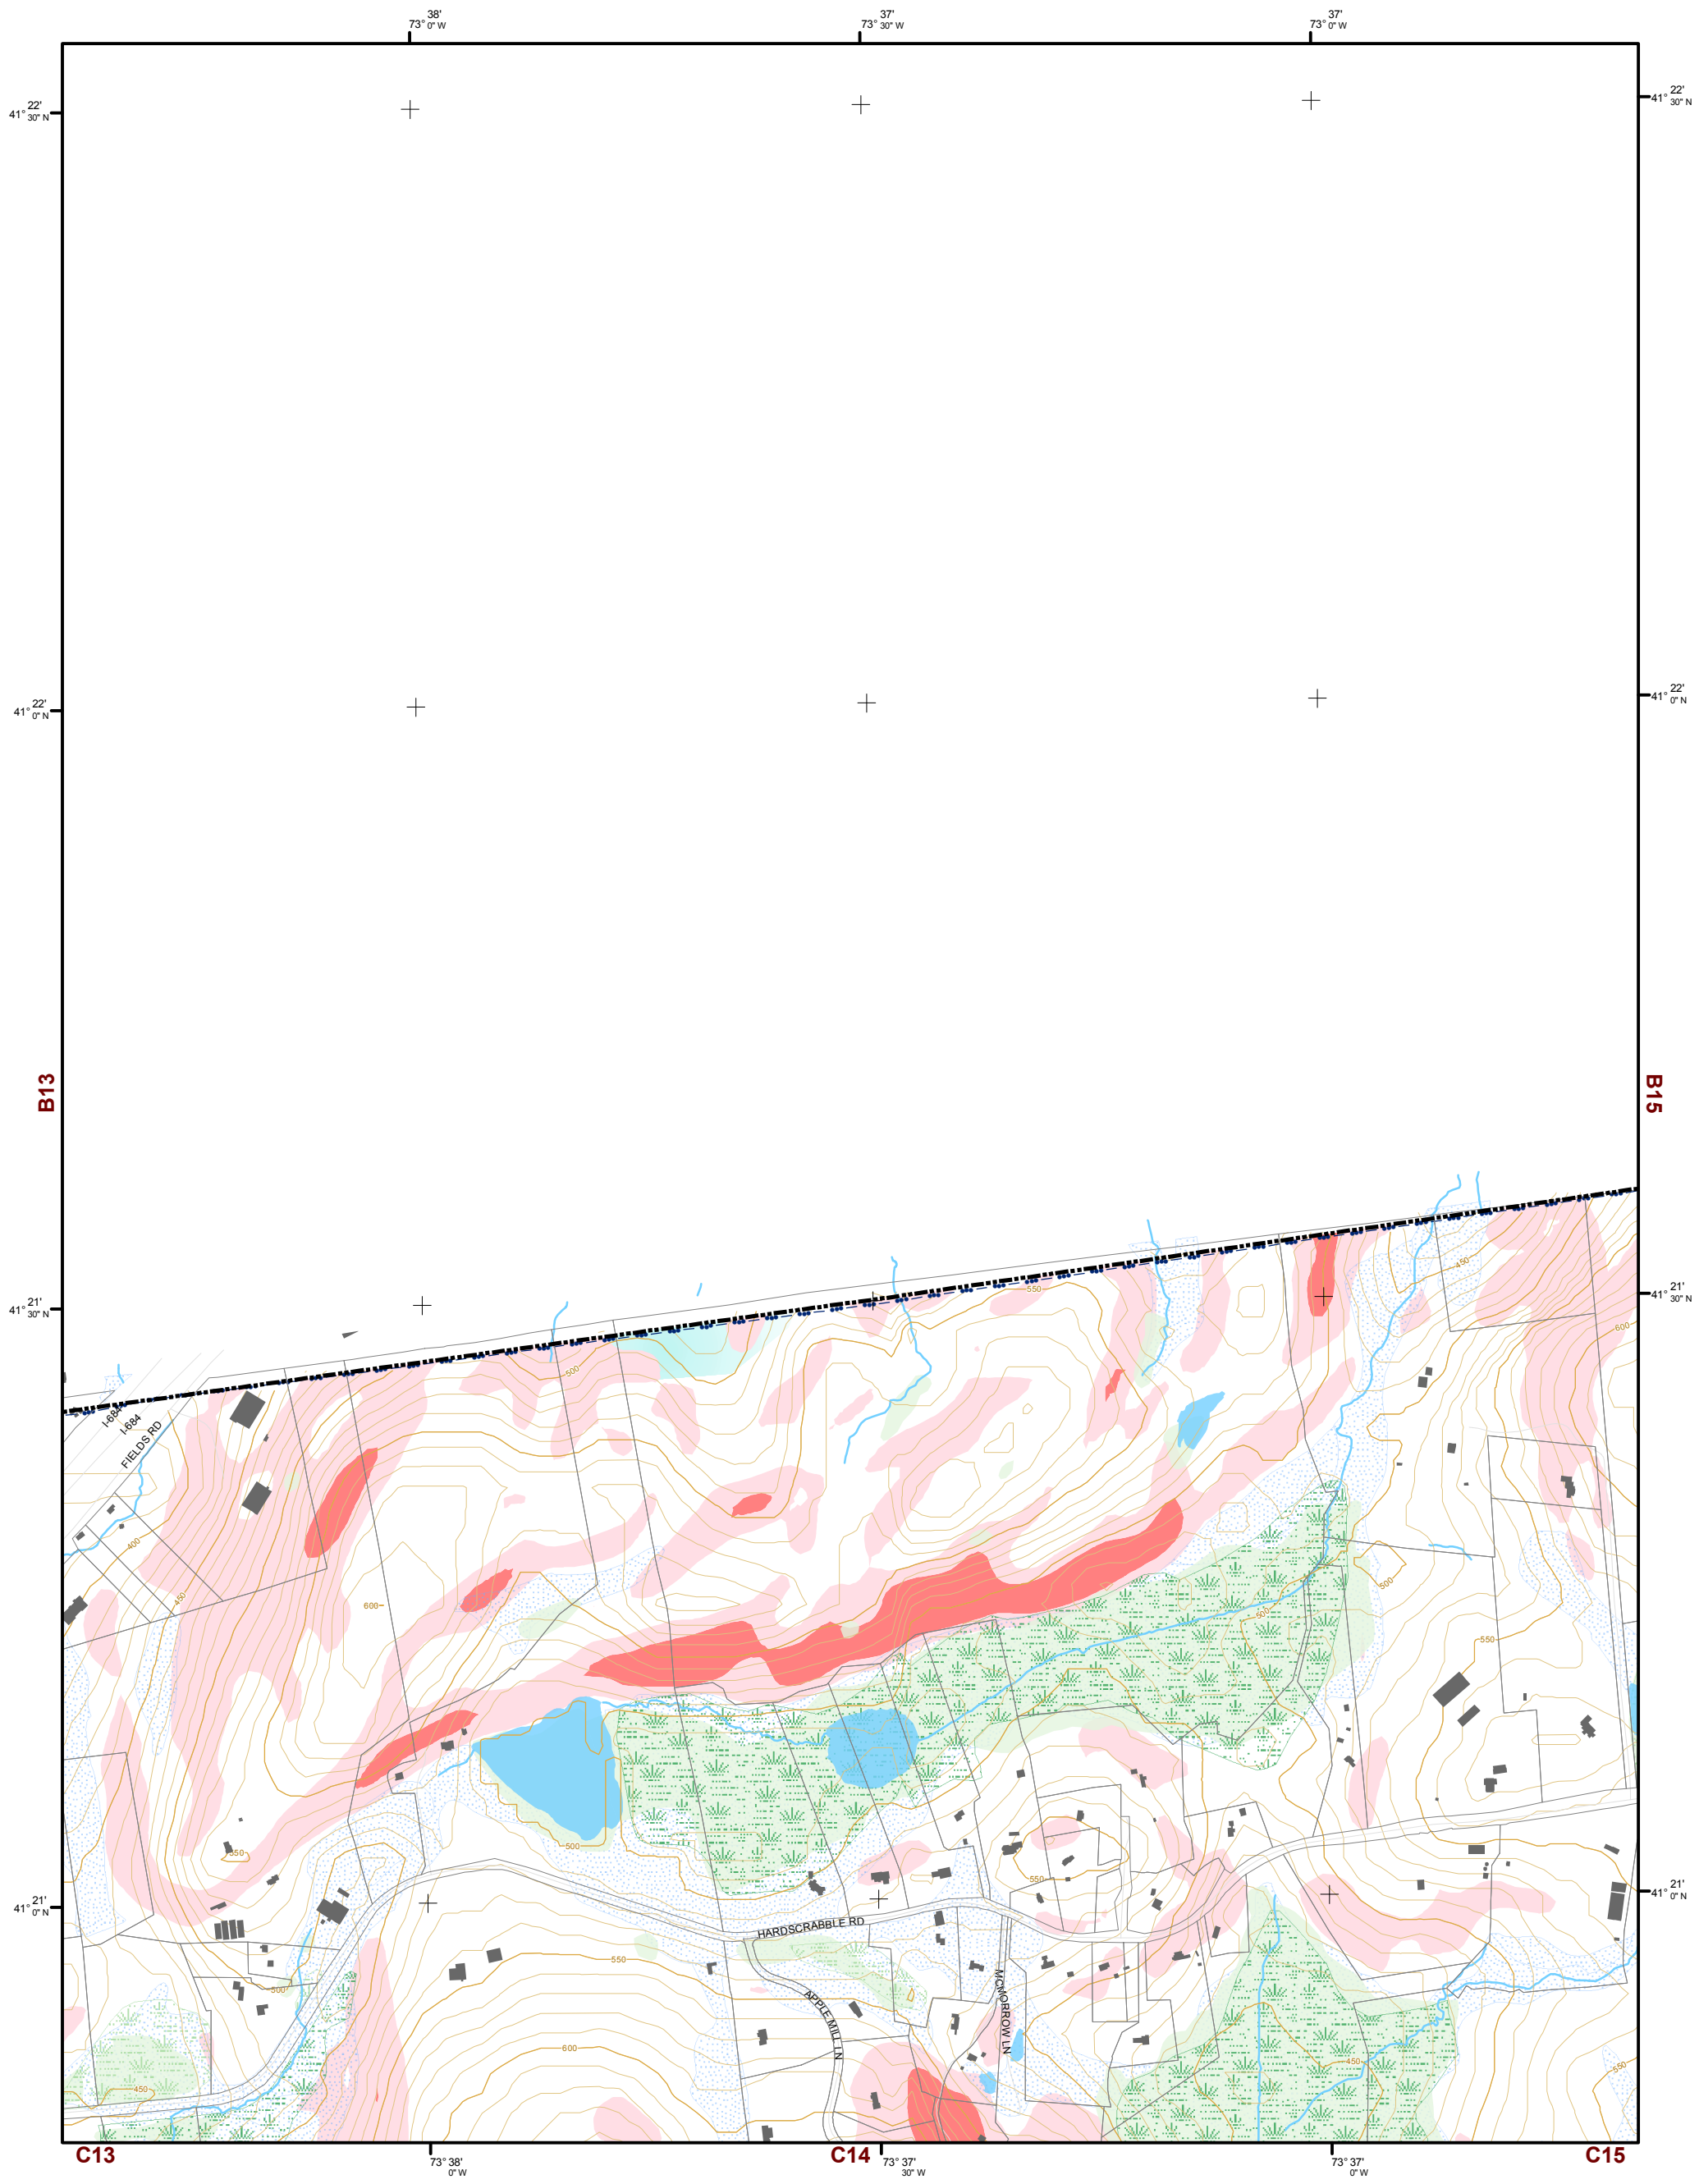 38'
73° 0" W
37'
73° 30" W
37'
73° 0" W
41° 22' 30" N
41° 22' 30" N
41° 22' 0" N
41° 22' 0" N
B13
B15
41° 21' 30" N
41° 21' 30" N
550
450
600
500
I-684
I-684
FIELDS RD
400
450
600
500
500
550
500
550
550
41° 21' 0" N
41° 21' 0" N
HARDSCRABBLE RD
550
500
MCMORROW LN
APPLE MILL LN
600
450
450
550
C13
C14
C15
73° 38' 0" W
73° 37' 30" W
73° 37' 0" W